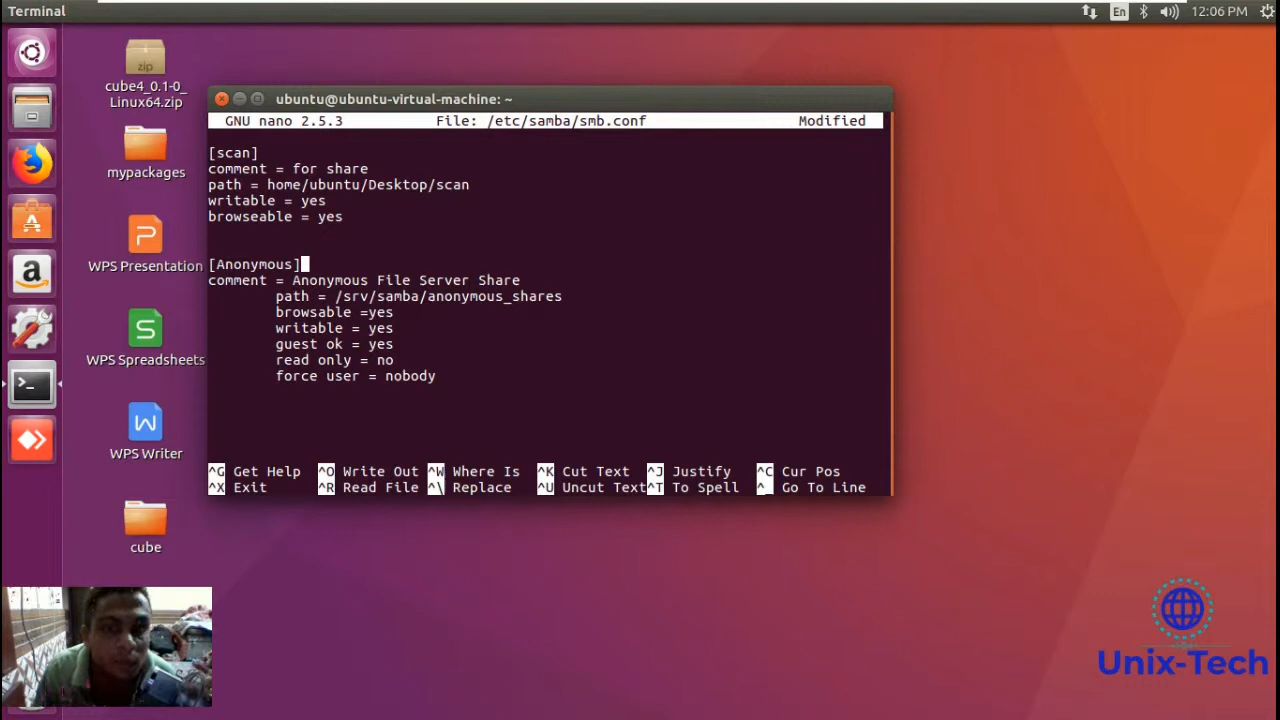 Terminal
En
12:06 PM
zip
cube4_0.1-0_
Linux64.zip
mypackages
WPS Presentation
WPS Spreadsheets
WPS Writer
cube
ubuntu@ubuntu-virtual-machine: ~
GNU nano 2.5.3 File: /etc/samba/smb.conf Modified
[scan]
comment = for share
path = home/ubuntu/Desktop/scan
writable = yes
browseable = yes
[Anonymous]
comment = Anonymous File Server Share
path = /srv/samba/anonymous_shares
browsable =yes
writable = yes
guest ok = yes
read only = no
force user = nobody
^G Get Help ^O Write Out ^W Where Is ^K Cut Text ^J Justify ^C Cur Pos
^X Exit ^R Read File ^\ Replace ^U Uncut Text ^T To Spell ^_ Go To Line
Unix-Tech